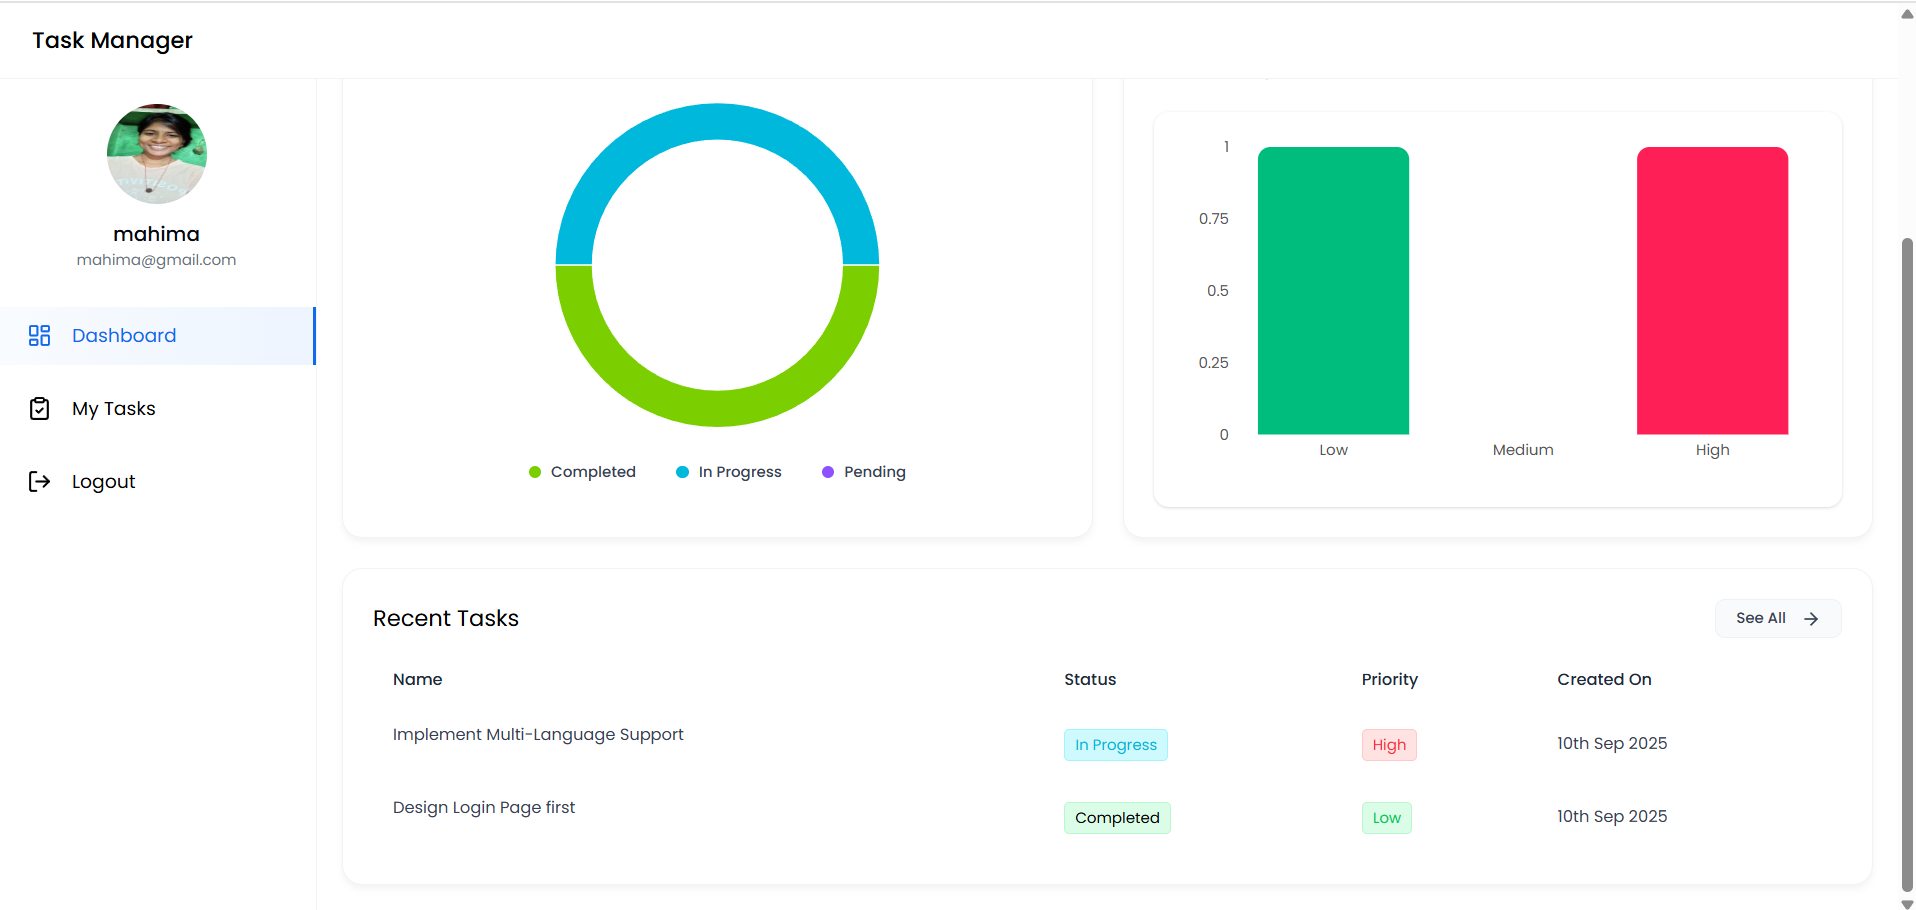 Task Manager
mahima
mahima@gmail.com
Dashboard
My Tasks
Logout
Completed
In Progress
Pending
1
0.75
0.5
0.25
0
Low Medium High
Recent Tasks
See All
Name Status Priority Created On
Implement Multi-Language Support In Progress High 10th Sep 2025
Design Login Page first Completed Low 10th Sep 2025